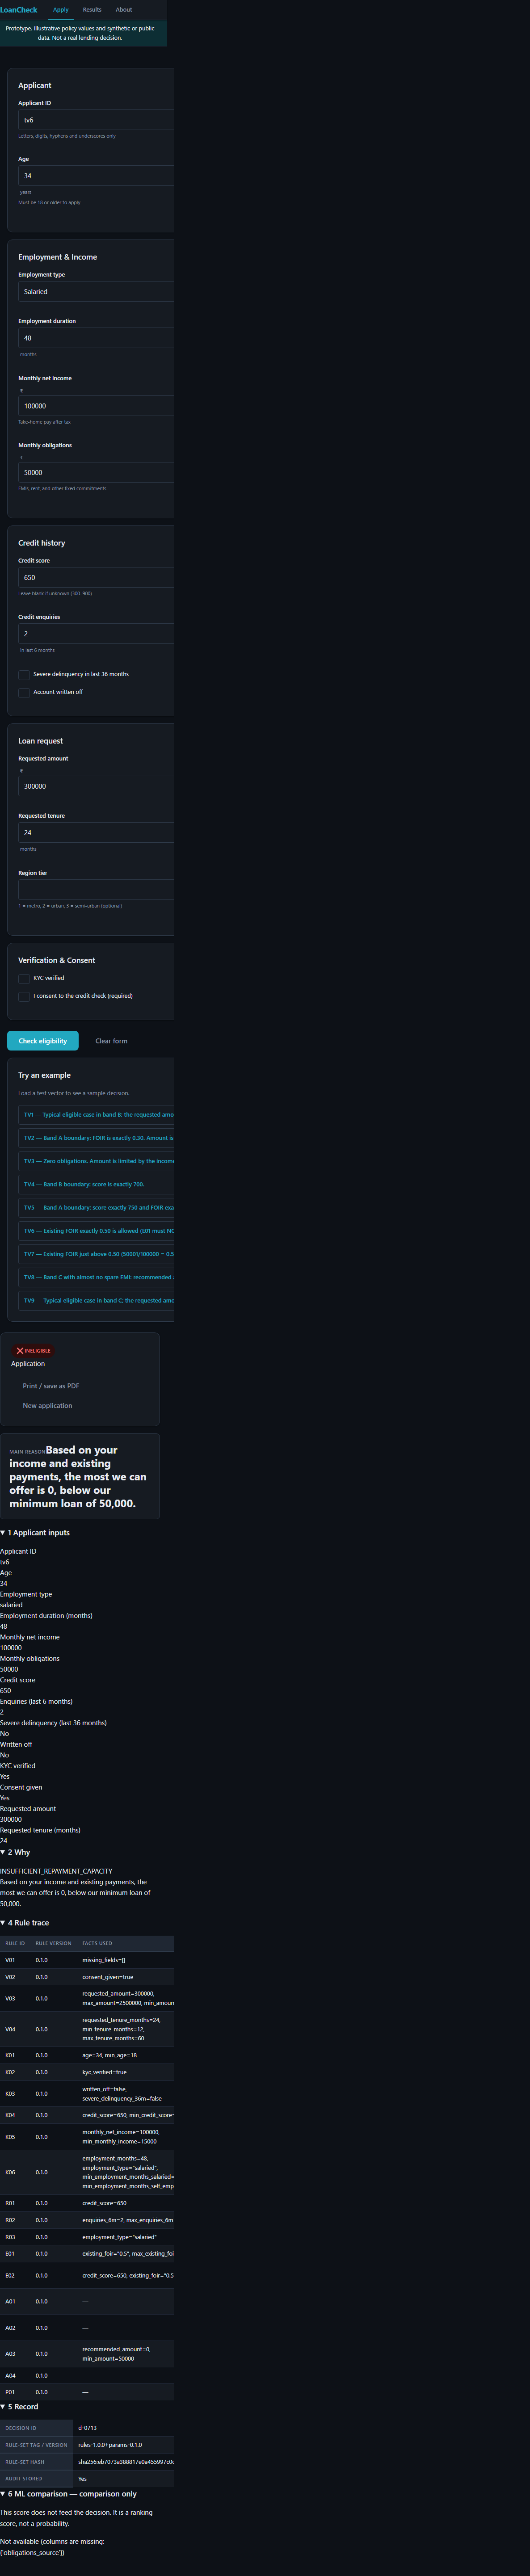 LoanCheck Apply Results About
Prototype. Illustrative policy values and synthetic or public
data. Not a real lending decision.
Applicant
Applicant ID
tv6
Letters, digits, hyphens and underscores only
Age
34
years
Must be 18 or older to apply
Employment & Income
Employment type
Salaried
Employment duration
48
months
Monthly net income
₹
100000
Take-home pay after tax
Monthly obligations
₹
50000
EMIs, rent, and other fixed commitments
Credit history
Credit score
650
Leave blank if unknown (300–900)
Credit enquiries
2
in last 6 months
Severe delinquency in last 36 months
Account written off
Loan request
Requested amount
₹
300000
Requested tenure
24
months
Region tier
1 = metro, 2 = urban, 3 = semi-urban (optional)
Verification & Consent
KYC verified
I consent to the credit check (required)
Check eligibility Clear form
Try an example
Load a test vector to see a sample decision.
TV1 — Typical eligible case in band B: the requested amo
TV2 — Band A boundary: FOIR is exactly 0.30. Amount is
TV3 — Zero obligations. Amount is limited by the income
TV4 — Band B boundary: score is exactly 700.
TV5 — Band A boundary: score exactly 750 and FOIR exa
TV6 — Existing FOIR exactly 0.50 is allowed (E01 must NO
TV7 — Existing FOIR just above 0.50 (50001/100000 = 0.5
TV8 — Band C with almost no spare EMI: recommended a
TV9 — Typical eligible case in band C: the requested amo
INELIGIBLE
Application
Print / save as PDF
New application
MAIN REASON Based on your
income and existing
payments, the most we can
offer is 0, below our
minimum loan of 50,000.
▼ 1 Applicant inputs
Applicant ID
tv6
Age
34
Employment type
salaried
Employment duration (months)
48
Monthly net income
100000
Monthly obligations
50000
Credit score
650
Enquiries (last 6 months)
2
Severe delinquency (last 36 months)
No
Written off
No
KYC verified
Yes
Consent given
Yes
Requested amount
300000
Requested tenure (months)
24
▼ 2 Why
INSUFFICIENT_REPAYMENT_CAPACITY
Based on your income and existing payments, the
most we can offer is 0, below our minimum loan of
50,000.
▼ 4 Rule trace
RULE ID RULE VERSION FACTS USED
V01 0.1.0 missing_fields=[]
V02 0.1.0 consent_given=true
V03 0.1.0 requested_amount=300000,
max_amount=2500000, min_amoun
V04 0.1.0 requested_tenure_months=24,
min_tenure_months=12,
max_tenure_months=60
K01 0.1.0 age=34, min_age=18
K02 0.1.0 kyc_verified=true
K03 0.1.0 written_off=false,
severe_delinquency_36m=false
K04 0.1.0 credit_score=650, min_credit_score=
K05 0.1.0 monthly_net_income=100000,
min_monthly_income=15000
K06 0.1.0 employment_months=48,
employment_type="salaried",
min_employment_months_salaried=
min_employment_months_self_empl
R01 0.1.0 credit_score=650
R02 0.1.0 enquiries_6m=2, max_enquiries_6m
R03 0.1.0 employment_type="salaried"
E01 0.1.0 existing_foir="0.5", max_existing_foi
E02 0.1.0 credit_score=650, existing_foir="0.5
A01 0.1.0 —
A02 0.1.0 —
A03 0.1.0 recommended_amount=0,
min_amount=50000
A04 0.1.0 —
P01 0.1.0 —
▼ 5 Record
DECISION ID d-0713
RULE-SET TAG / VERSION rules-1.0.0+params-0.1.0
RULE-SET HASH
AUDIT STORED Yes
▼ 6 ML comparison — comparison only
This score does not feed the decision. It is a ranking
score, not a probability.
Not available (columns are missing:
['obligations_source'])